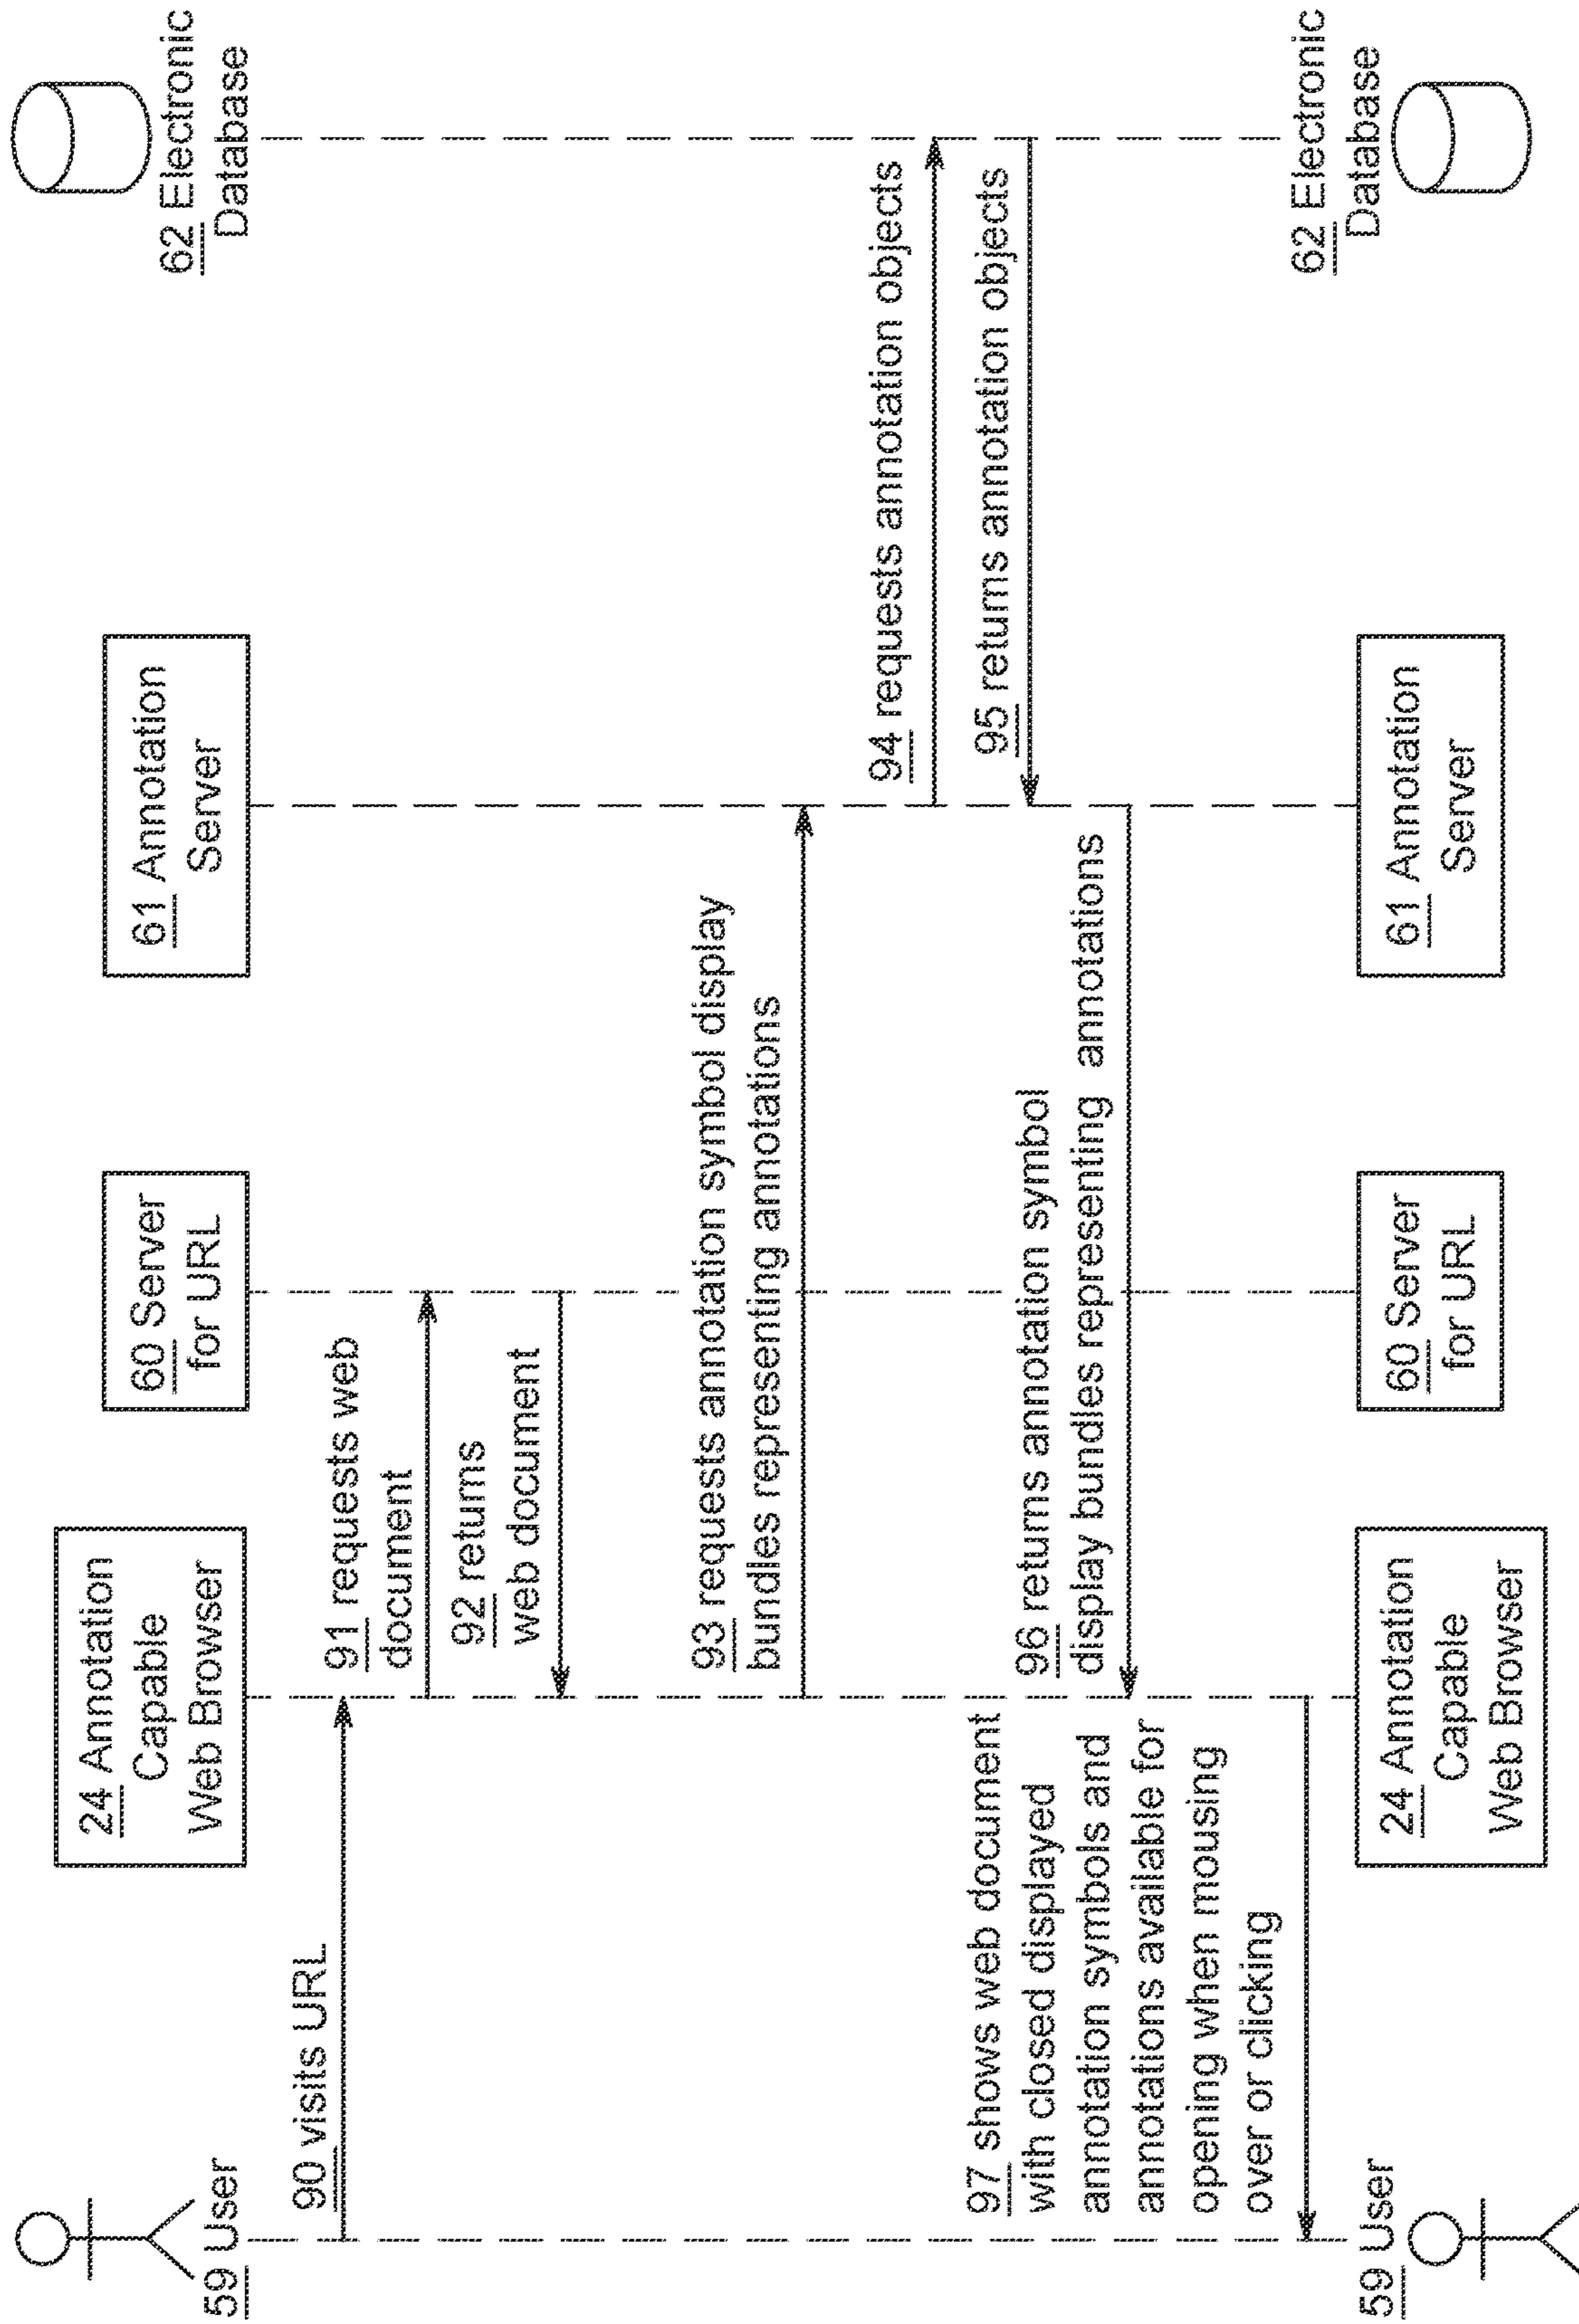 59 User
24 Annotation
Capable
Web Browser
60 Server
for URL
61 Annotation
Server
62 Electronic
Database
90 visits URL
91 requests web
document
92 returns
web document
93 requests annotation symbol display
bundles representing annotations
94 requests annotation objects
95 returns annotation objects
96 returns annotation symbol
display bundles representing annotations
97 shows web document
with closed displayed
annotation symbols and
annotations available for
opening when mousing
over or clicking
59 User
24 Annotation
Capable
Web Browser
60 Server
for URL
61 Annotation
Server
62 Electronic
Database